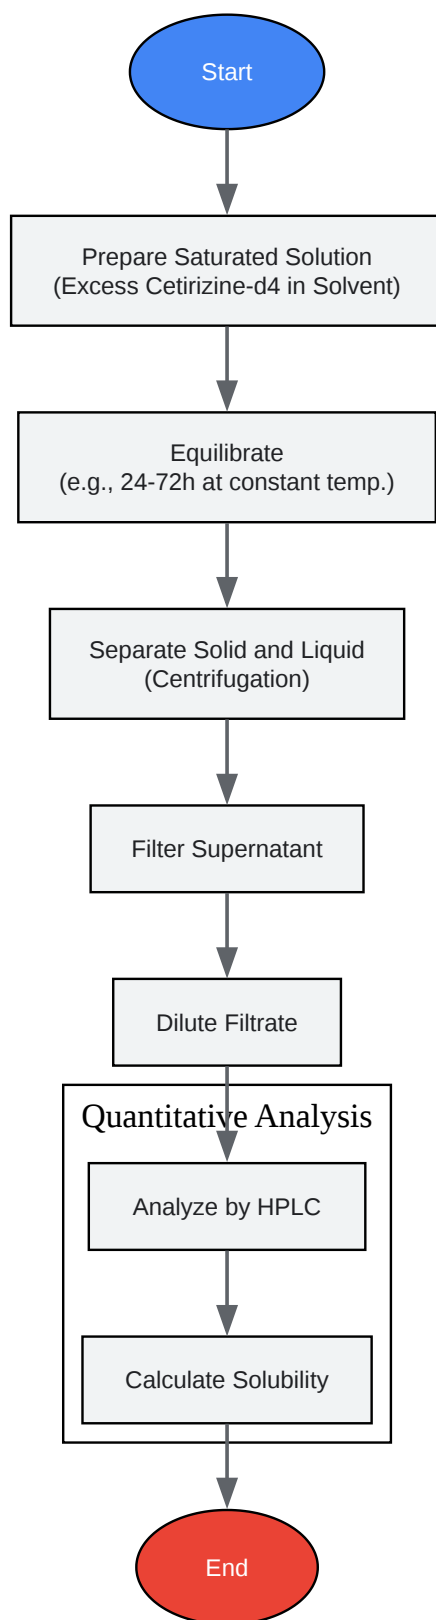 Start
Prepare Saturated Solution
(Excess Cetirizine-d4 in Solvent)
Equilibrate
(e.g., 24-72h at constant temp.)
Separate Solid and Liquid
(Centrifugation)
Filter Supernatant
Dilute Filtrate
Quantitative Analysis
Analyze by HPLC
Calculate Solubility
End